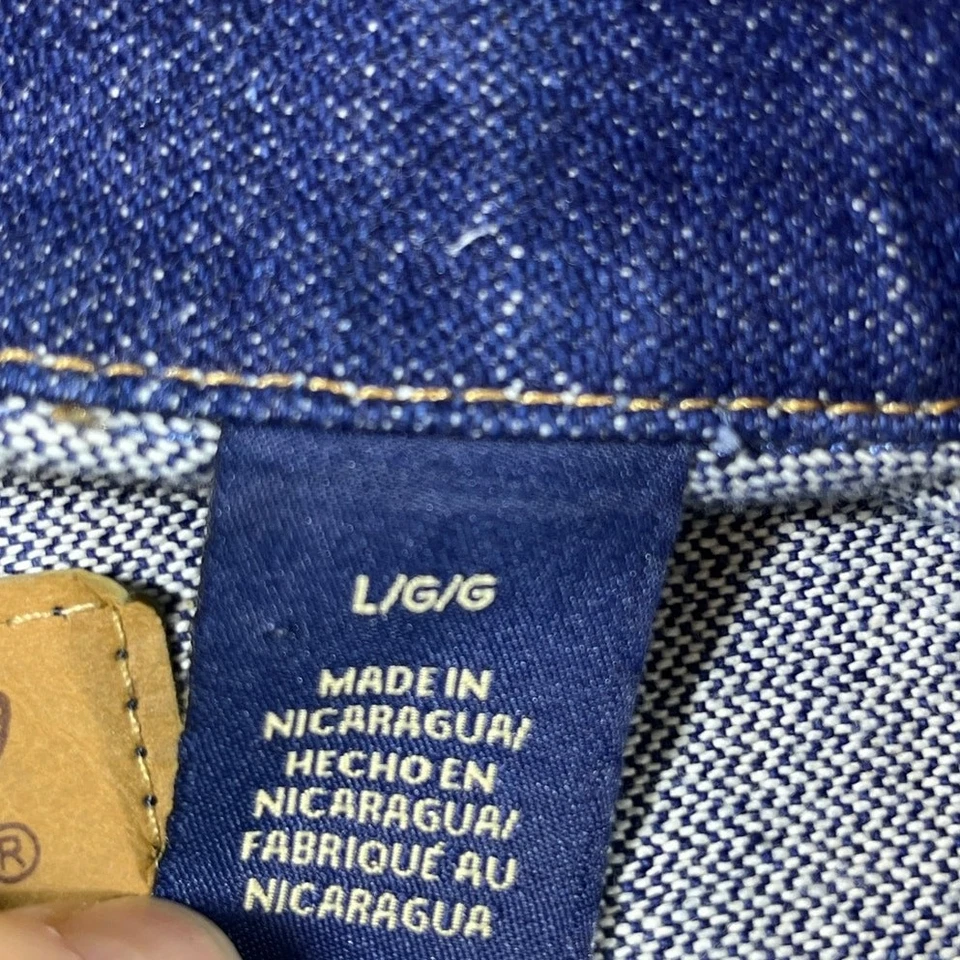 L/G/G
MADE IN
NICARAGUA/
HECHO EN
NICARAGUA/
FABRIQUÉ AU
NICARAGUA
®